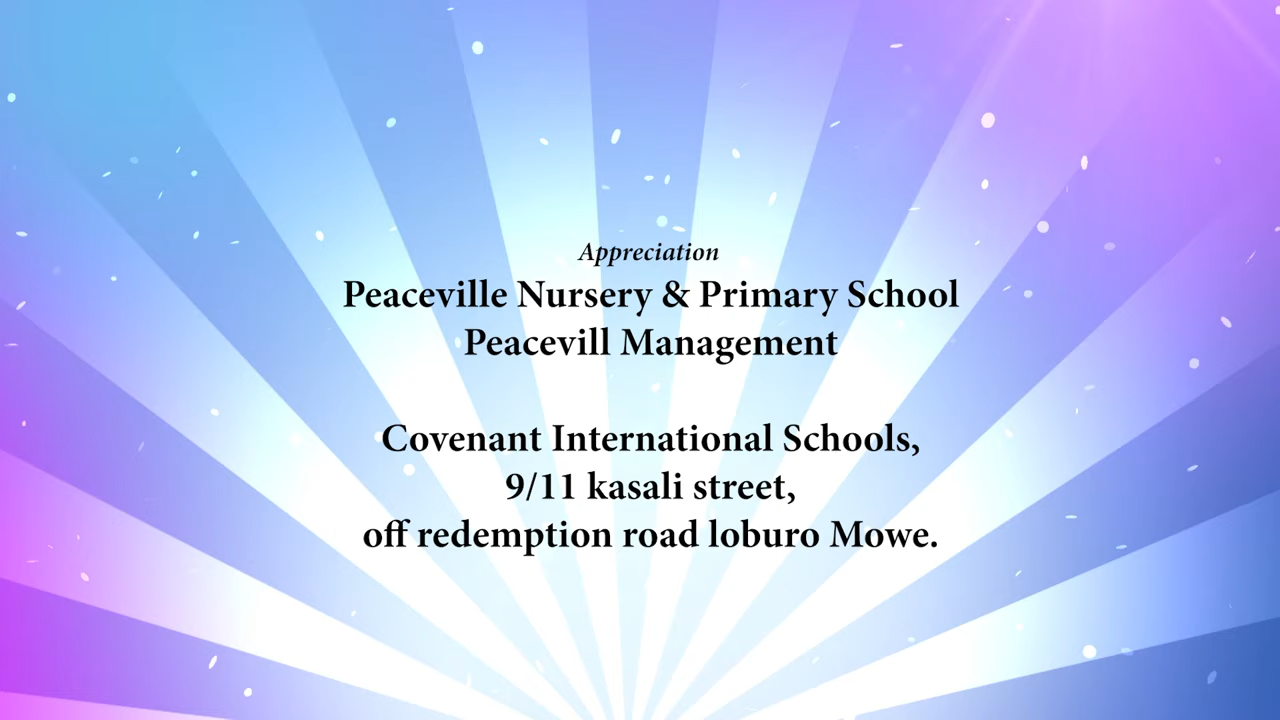 Appreciation
Peaceville Nursery & Primary School
Peacevill Management
Covenant International Schools,
9/11 kasali street,
off redemption road loburo Mowe.